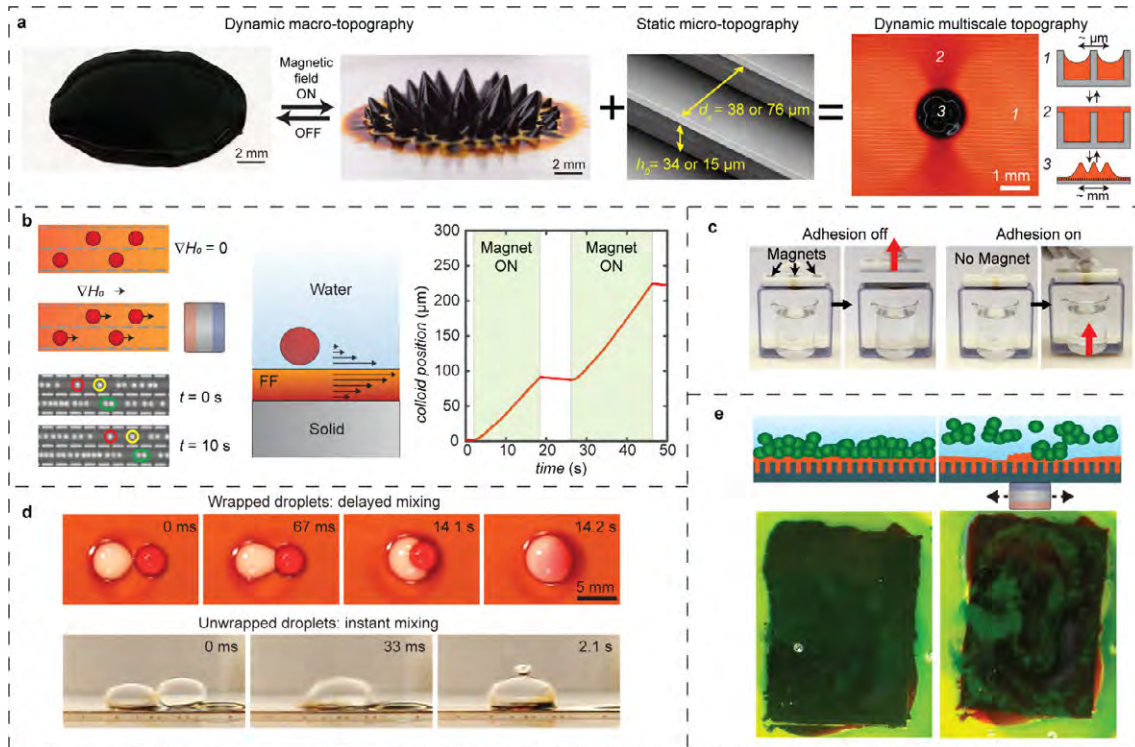 a
Dynamic macro-topography
Static micro-topography
Dynamic multiscale topography
Magnetic
field
ON
OFF
2 mm
2 mm
h₀= 34 or 15 μm
= 38 or 76 μm
1
2
3
1 mm
~ μm
1
2
3
~ mm
b
∇H₀ = 0
∇H₀ →
t = 0 s
t = 10 s
Water
FF
Solid
Magnet
ON
Magnet
ON
colloid position (μm)
300
250
200
150
100
50
0
0 10 20 30 40 50
time (s)
c
Adhesion off
Adhesion on
Magnets
No Magnet
d
Wrapped droplets: delayed mixing
0 ms
67 ms
14.1 s
14.2 s
5 mm
Unwrapped droplets: instant mixing
0 ms
33 ms
2.1 s
e